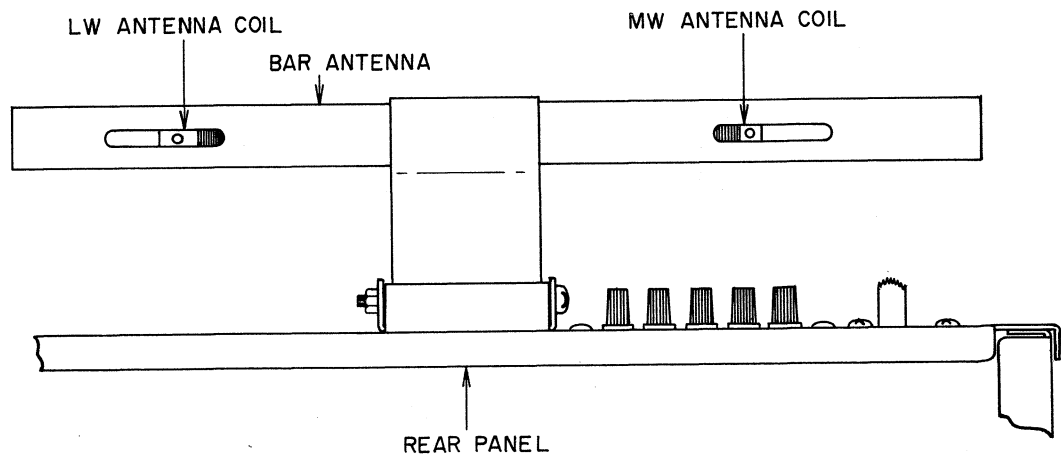 LW ANTENNA COIL
MW ANTENNA COIL
BAR ANTENNA
REAR PANEL